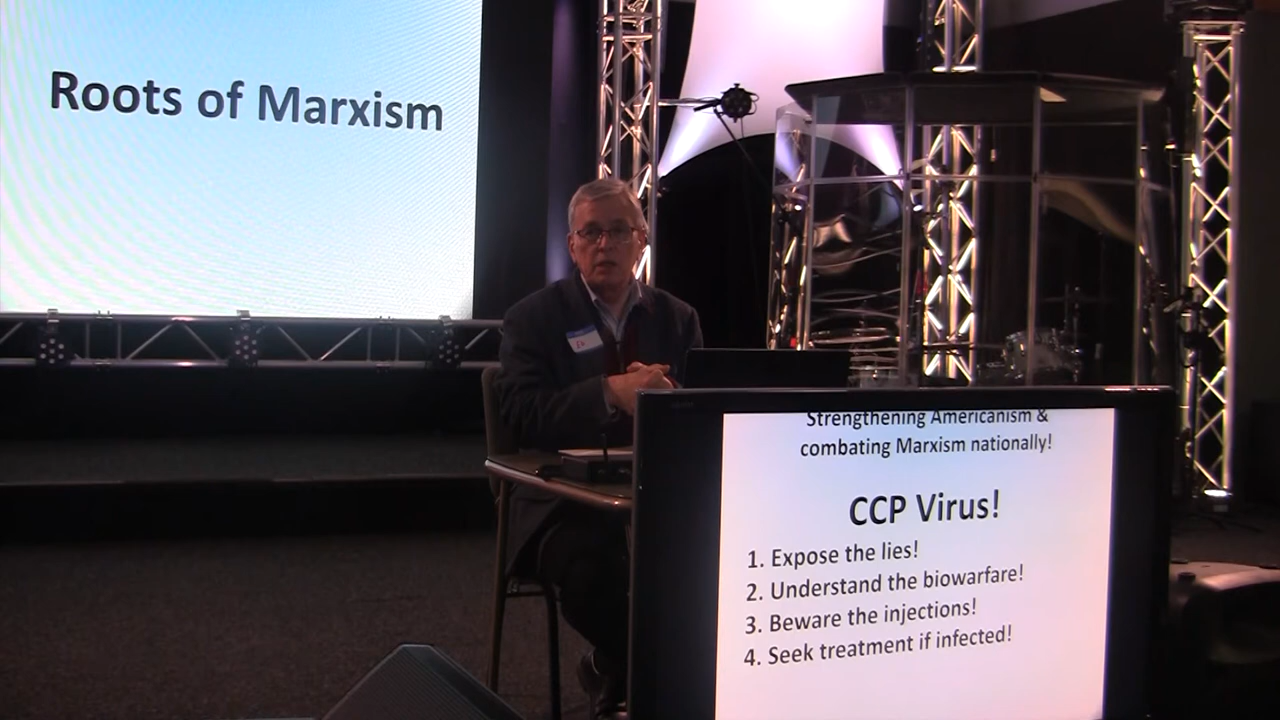 Roots of Marxism
Strengthening Americanism &
combating Marxism nationally!
CCP Virus!
1. Expose the lies!
2. Understand the biowarfare!
3. Beware the injections!
4. Seek treatment if infected!